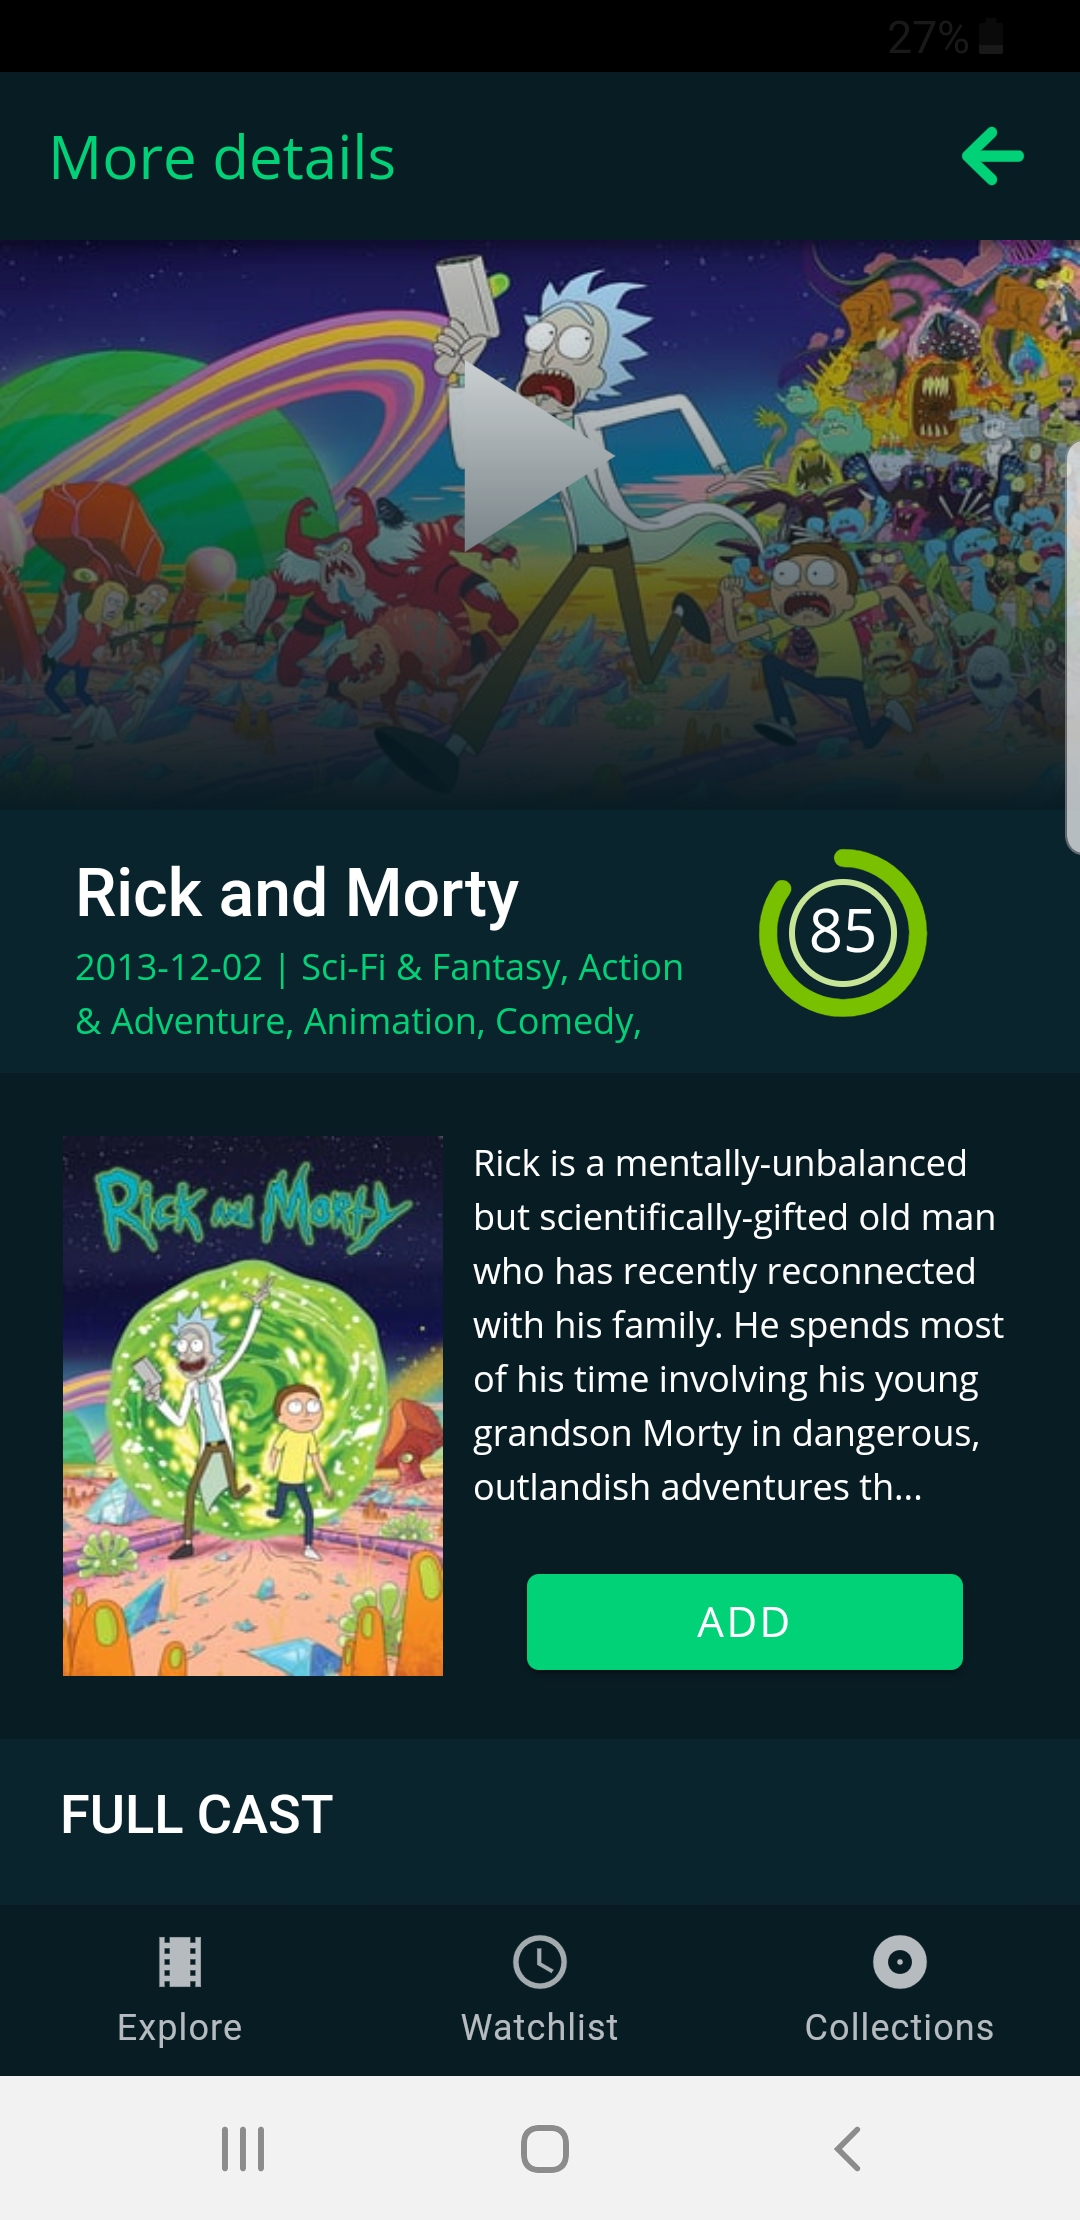 27%
More details
Rick and Morty
2013-12-02 | Sci-Fi & Fantasy, Action
& Adventure, Animation, Comedy,
85
Rick and Morty
Rick is a mentally-unbalanced
but scientifically-gifted old man
who has recently reconnected
with his family. He spends most
of his time involving his young
grandson Morty in dangerous,
outlandish adventures th...
ADD
FULL CAST
Explore
Watchlist
Collections